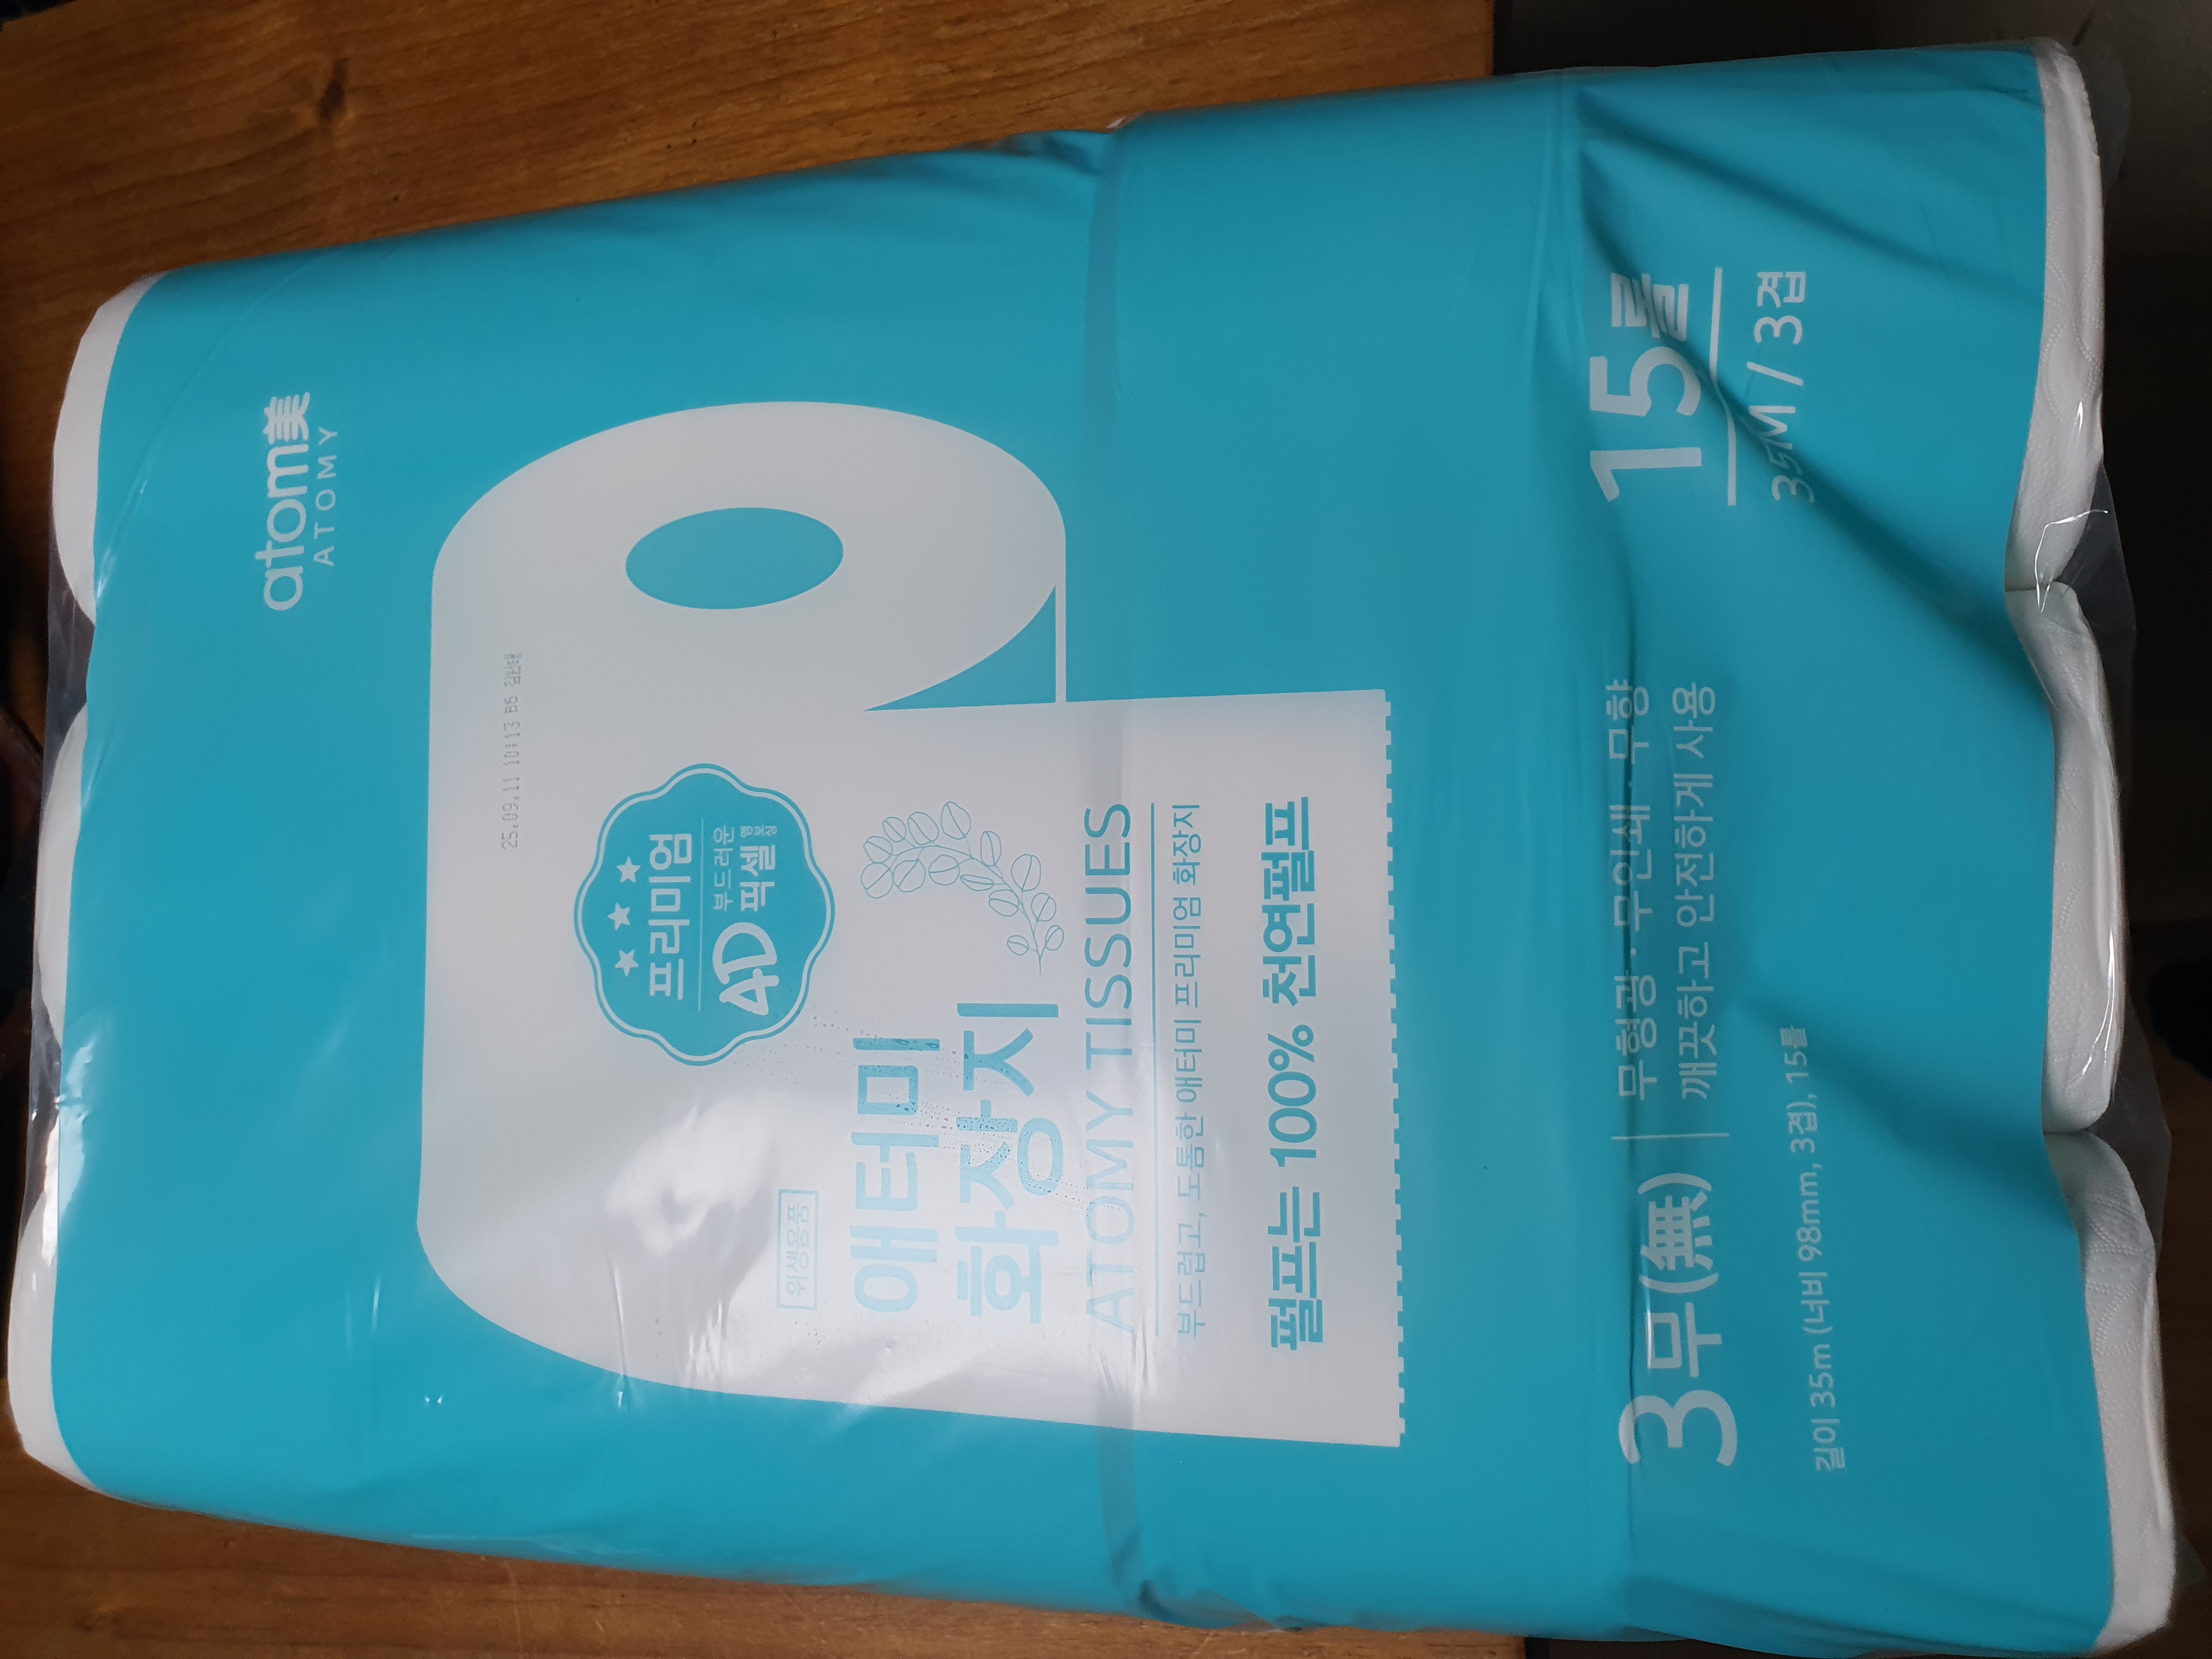 atom美
ATOMY
25.09.11 10:13 B6
프리미엄
부드러운
4D 픽셀 엠보싱
위생용품
애터미
화장지
ATOMY TISSUES
부드럽고, 도톰한 애터미 프리미엄 화장지
펄프는 100% 천연펄프
15롤
35M / 3겹
3무(無)
무형광 · 무인쇄 · 무향
깨끗하고 안전하게 사용
길이 35m (너비 98mm, 3겹), 15롤